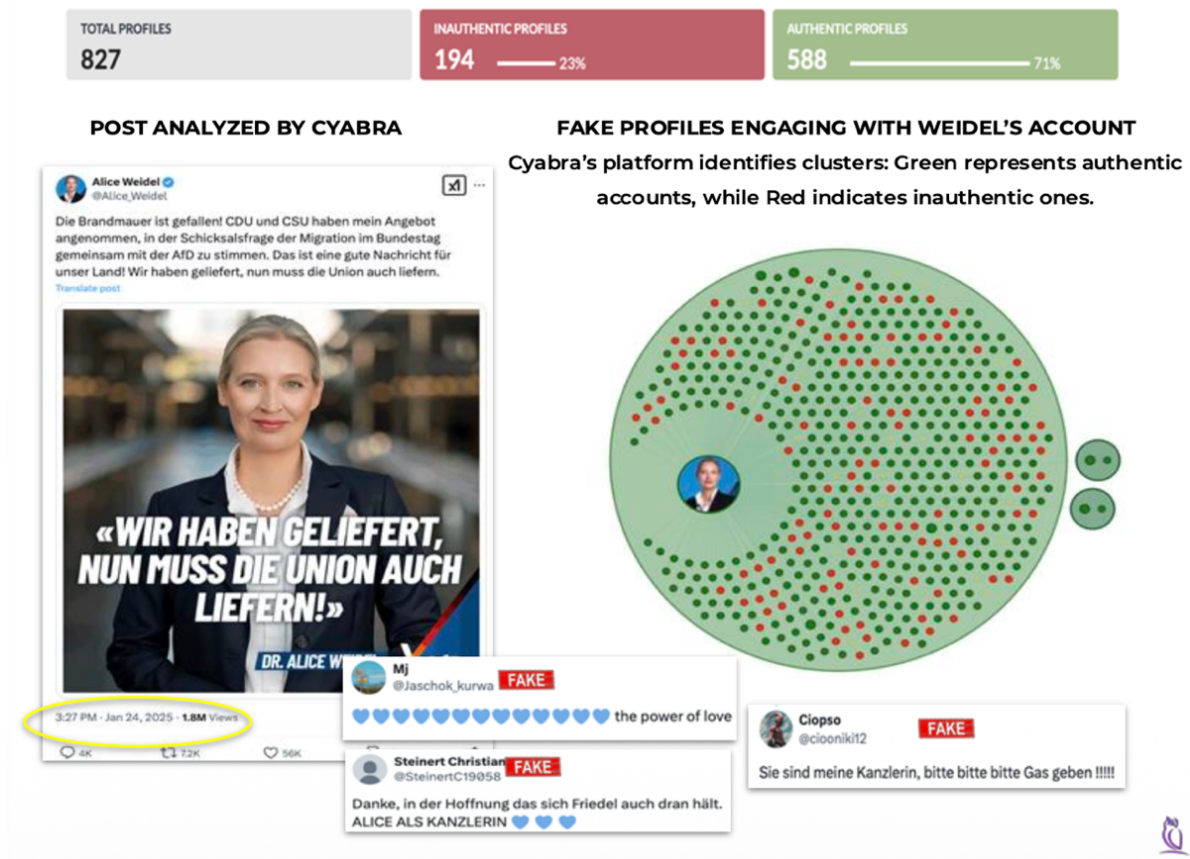 TOTAL PROFILES
827
INAUTHENTIC PROFILES
194 23%
AUTHENTIC PROFILES
588 71%
POST ANALYZED BY CYABRA
Alice Weidel
@Alice_Weidel
Die Brandmauer ist gefallen! CDU und CSU haben mein Angebot
angenommen, in der Schicksalsfrage der Migration im Bundestag
gemeinsam mit der AfD zu stimmen. Das ist eine gute Nachricht für
unser Land! Wir haben geliefert, nun muss die Union auch liefern.
Translate post
«WIR HABEN GELIEFERT,
NUN MUSS DIE UNION AUCH
LIEFERN!»
DR. ALICE
3:27 PM · Jan 24, 2025 · 1.8M Views
4K 7.2K 56K
FAKE PROFILES ENGAGING WITH WEIDEL'S ACCOUNT
Cyabra's platform identifies clusters: Green represents authentic
accounts, while Red indicates inauthentic ones.
Mj
@Jaschok_kurwa FAKE
the power of love
Steinert Christian FAKE
@SteinertC19058
Danke, in der Hoffnung das sich Friedel auch dran hält.
ALICE ALS KANZLERIN
Ciopso
@ciooniki12 FAKE
Sie sind meine Kanzlerin, bitte bitte bitte Gas geben !!!!!